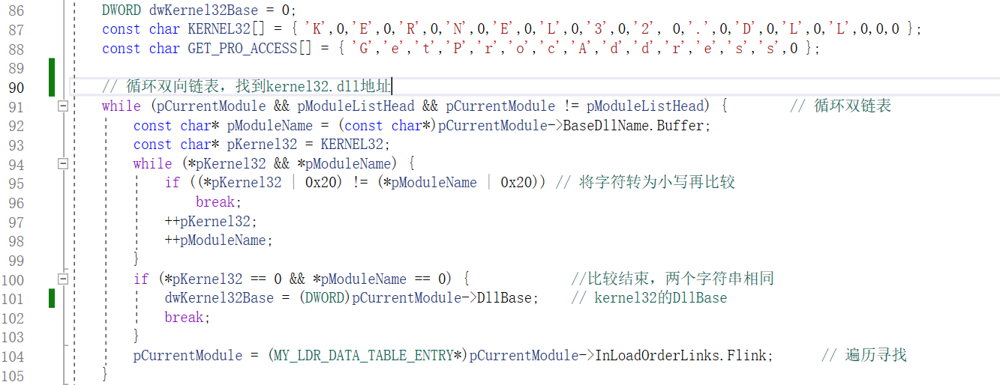 86 DWORD dwKernel32Base = 0;
87 const char KERNEL32[] = { 'K',0,'E',0,'R',0,'N',0,'E',0,'L',0,'3',0,'2', 0,'.',0,'D',0,'L',0,'L',0,0,0 };
88 const char GET_PRO_ACCESS[] = { 'G','e','t','P','r','o','c','A','d','d','r','e','s','s',0 };
89
90 // 循环双向链表，找到kernel32.dll地址
91 while (pCurrentModule && pModuleListHead && pCurrentModule != pModuleListHead) { // 循环双链表
92 const char* pModuleName = (const char*)pCurrentModule->BaseDllName.Buffer;
93 const char* pKernel32 = KERNEL32;
94 while (*pKernel32 && *pModuleName) {
95 if ((*pKernel32 | 0x20) != (*pModuleName | 0x20)) // 将字符转为小写再比较
96 break;
97 ++pKernel32;
98 ++pModuleName;
99 }
100 if (*pKernel32 == 0 && *pModuleName == 0) { //比较结束，两个字符串相同
101 dwKernel32Base = (DWORD)pCurrentModule->DllBase; // kernel32的DllBase
102 break;
103 }
104 pCurrentModule = (MY_LDR_DATA_TABLE_ENTRY*)pCurrentModule->InLoadOrderLinks.Flink; // 遍历寻找
105 }